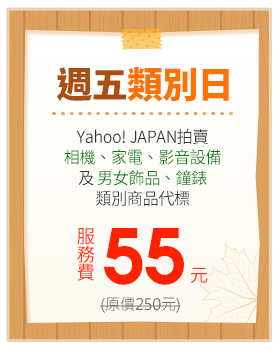 週五類別日
Yahoo! JAPAN拍賣
相機、家電、影音設備
及 男女飾品、鐘錶
類別商品代標
服務費 55 元
(原價250元)